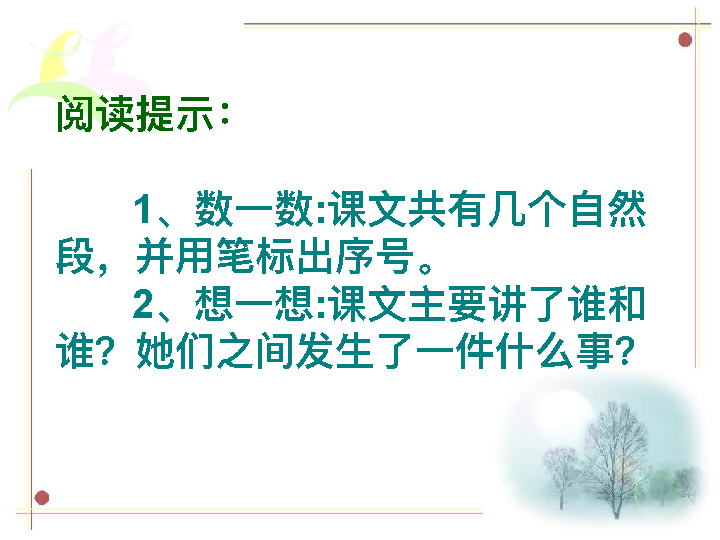 阅读提示：
1、数一数:课文共有几个自然
段，并用笔标出序号。
2、想一想:课文主要讲了谁和
谁？她们之间发生了一件什么事?